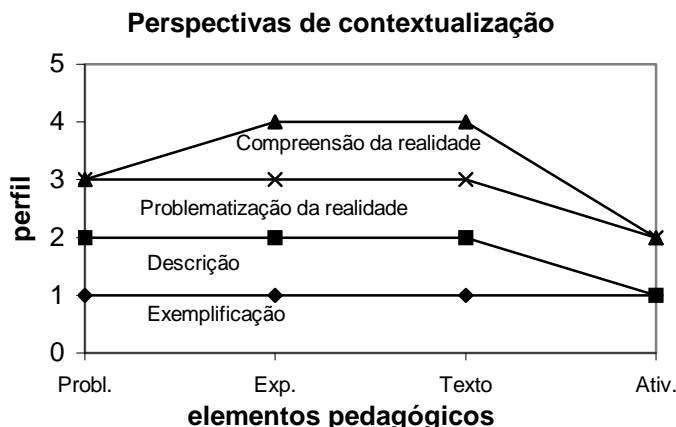 Perspectivas de contextualização
5
4
3
2
1
0
perfil
Compreensão da realidade
Problematização da realidade
Descrição
Exemplificação
Probl. Exp. Texto Ativ.
elementos pedagógicos